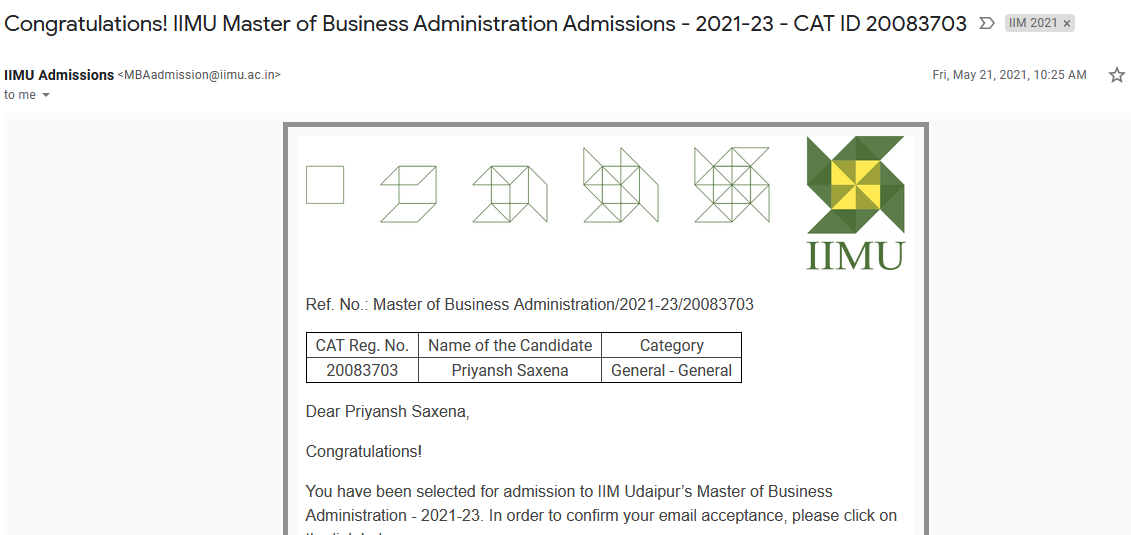 Congratulations! IIMU Master of Business Administration Admissions - 2021-23 - CAT ID 20083703 IIM 2021 ×
IIMU Admissions <MBAadmission@iimu.ac.in> Fri, May 21, 2021, 10:25 AM
to me
IIMU
Ref. No.: Master of Business Administration/2021-23/20083703
CAT Reg. No. Name of the Candidate Category
20083703 Priyansh Saxena General - General
Dear Priyansh Saxena,
Congratulations!
You have been selected for admission to IIM Udaipur's Master of Business
Administration - 2021-23. In order to confirm your email acceptance, please click on